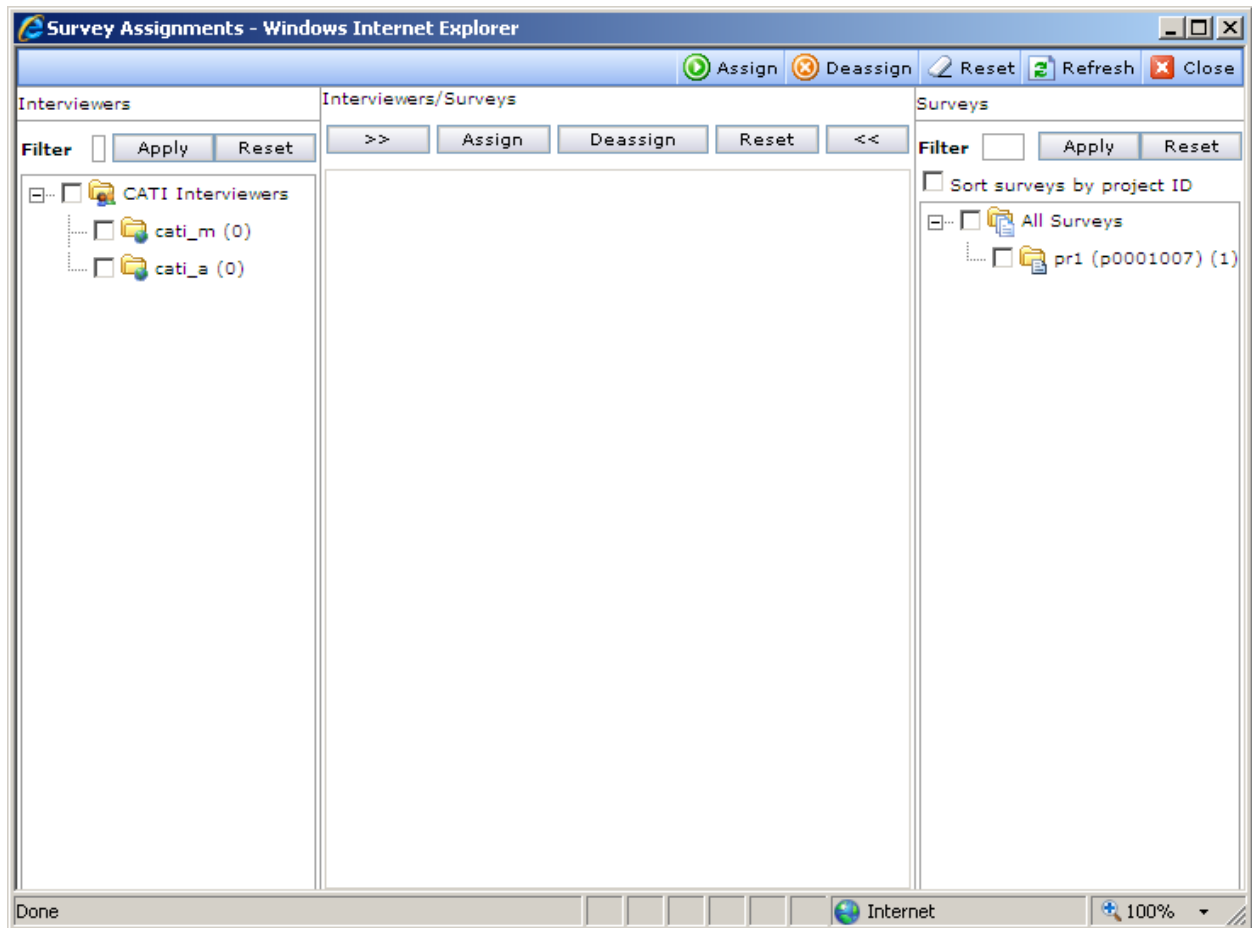 Survey Assignments - Windows Internet Explorer
Assign Deassign Reset Refresh Close
Interviewers
Filter Apply Reset
CATI Interviewers
cati_m (0)
cati_a (0)
Interviewers/Surveys
>> Assign Deassign Reset <<
Surveys
Filter Apply Reset
Sort surveys by project ID
All Surveys
pr1 (p0001007) (1)
Done Internet 100%